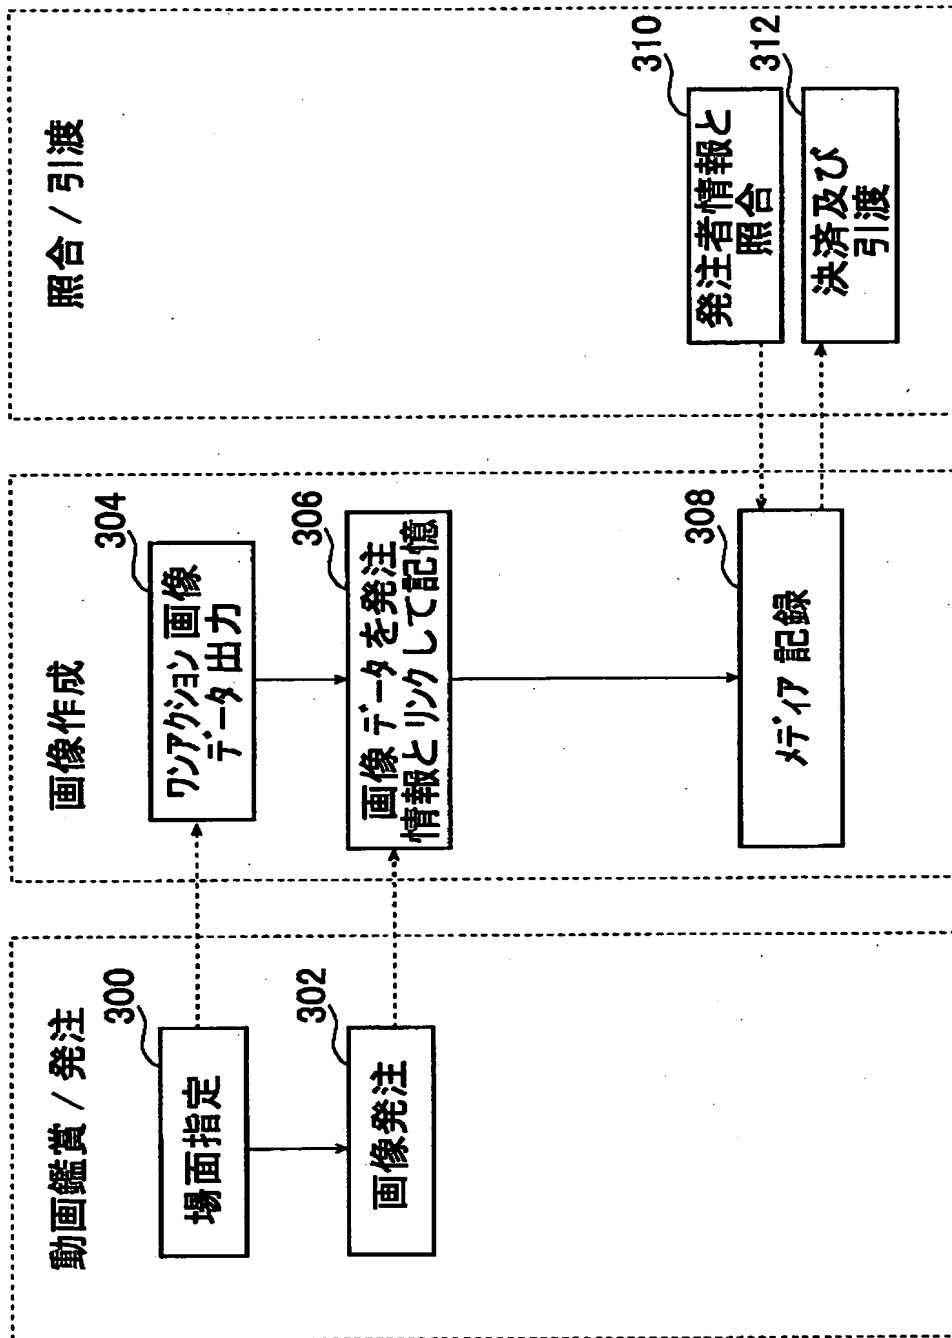 動画鑑賞 / 発注
300
場面指定
302
画像発注
画像作成
304
ワンアクション画像
データ出力
306
画像データを発注
情報とリンクして記憶
308
メディア記録
照合 / 引渡
310
発注者情報と
照合
312
決済及び
引渡